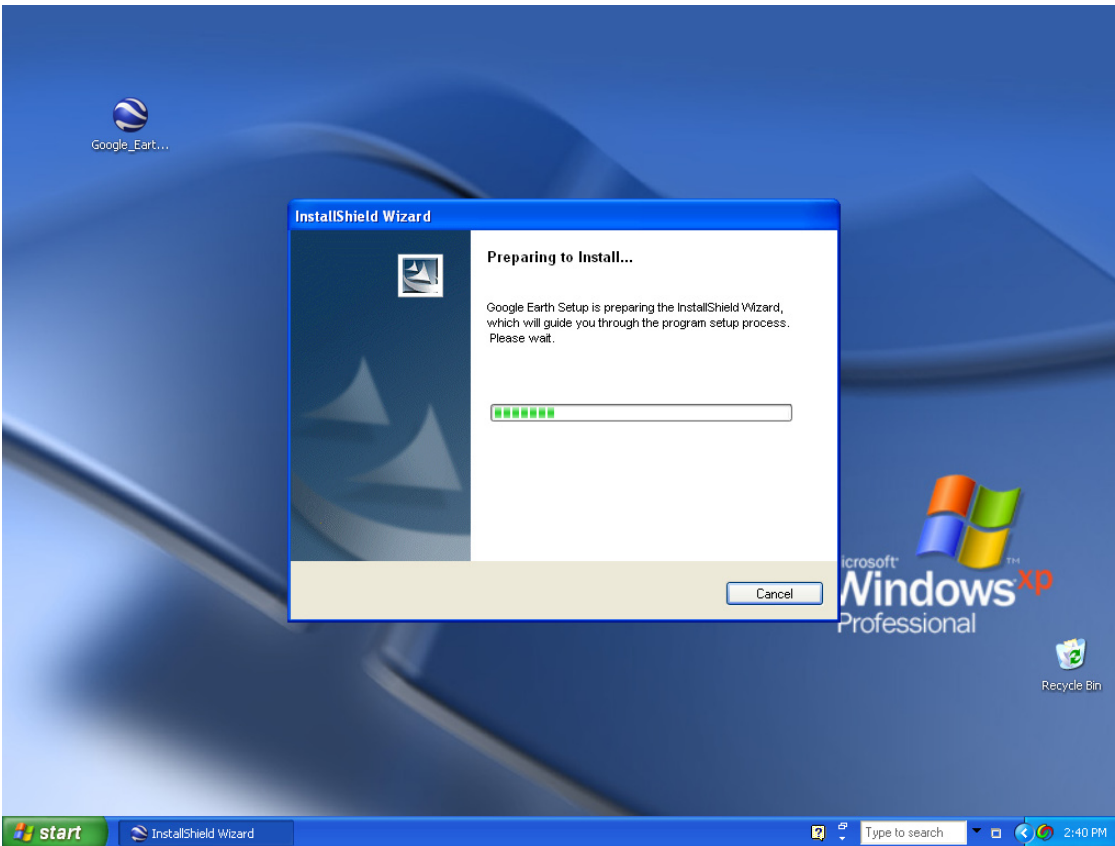 Google_Eart...
InstallShield Wizard
Preparing to Install...
Google Earth Setup is preparing the InstallShield Wizard,
which will guide you through the program setup process.
Please wait.
Cancel
icrosoft
Windows xp
TM
Professional
Recycle Bin
start
InstallShield Wizard
Type to search
2:40 PM